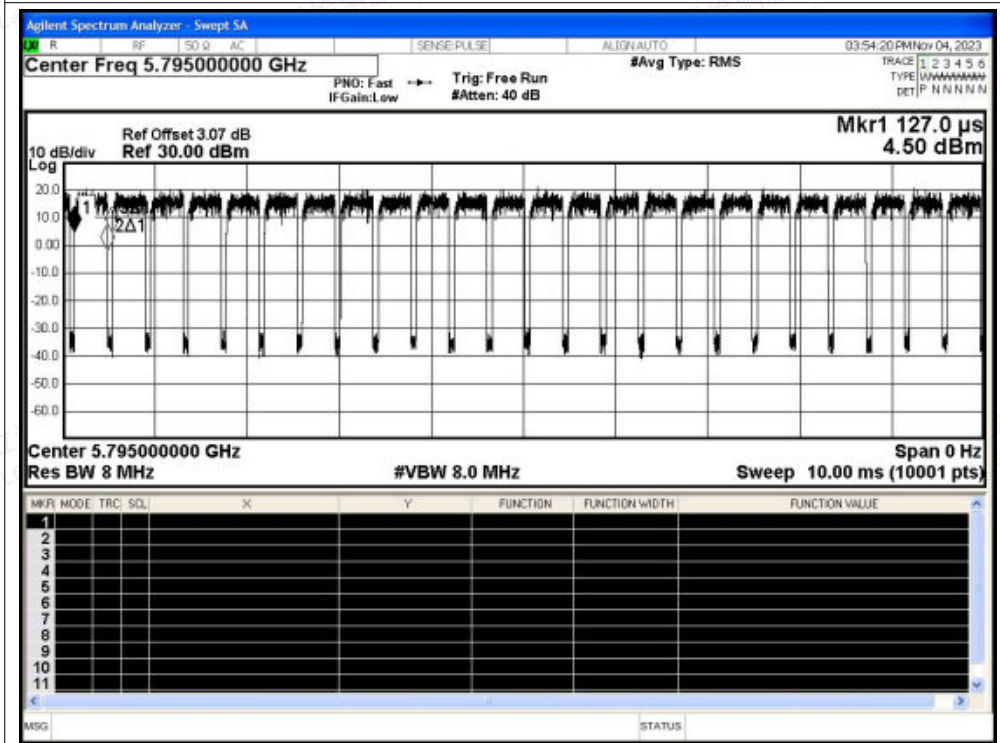 Agilent Spectrum Analyzer - Swept SA
R RF 50 Ω AC SENSE:PULSE ALIGN AUTO 03:54:20 PM Nov 04, 2023
Center Freq 5.795000000 GHz #Avg Type: RMS TRACE 1 2 3 4 5 6
PNO: Fast Trig: Free Run TYPE WWWWWW
IFGain:Low #Atten: 40 dB DET P N N N N N
Mkr1 127.0 µs
Ref Offset 3.07 dB
10 dB/div Ref 30.00 dBm 4.50 dBm
Log
20.0
10.0
0.00
-10.0
-20.0
-30.0
-40.0
-50.0
-60.0
1
2Δ1
Center 5.795000000 GHz Span 0 Hz
Res BW 8 MHz #VBW 8.0 MHz Sweep 10.00 ms (10001 pts)
MKR MODE TRC SCL X Y FUNCTION FUNCTION WIDTH FUNCTION VALUE
1
2
3
4
5
6
7
8
9
10
11
MSG STATUS